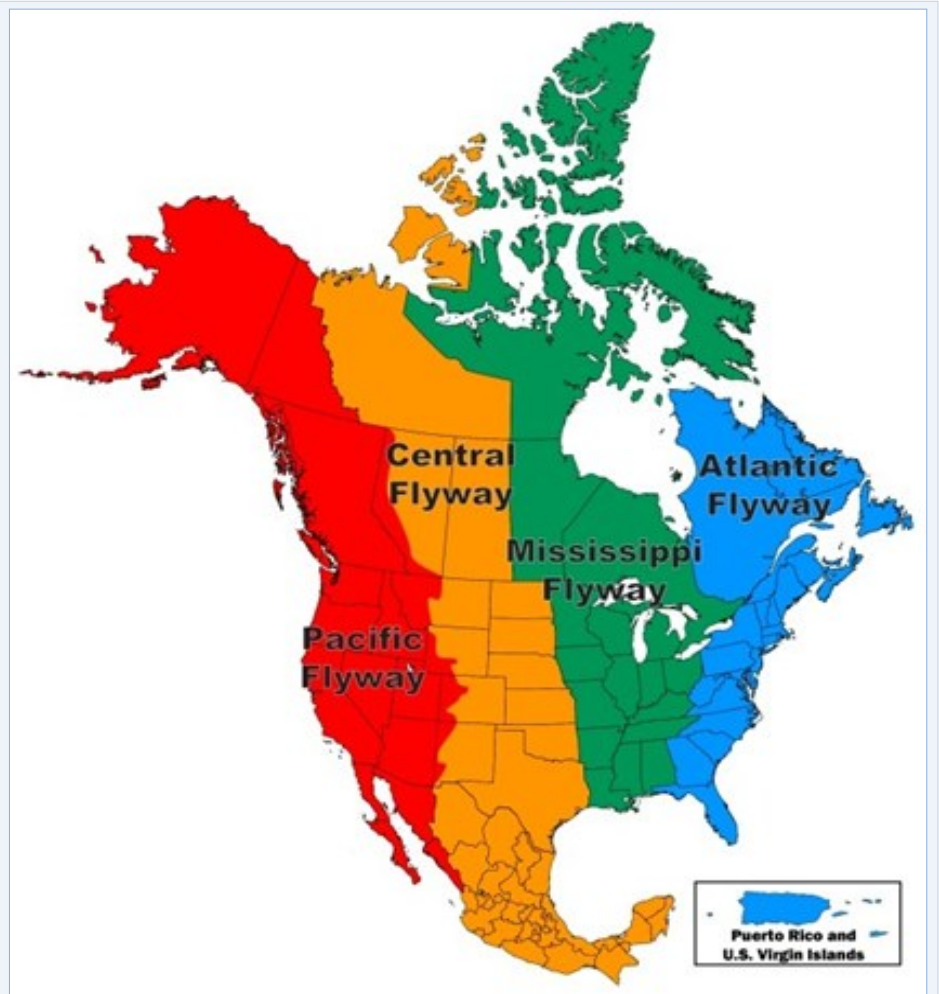 Central
Flyway
Atlantic
Flyway
Mississippi
Flyway
Pacific
Flyway
Puerto Rico and
U.S. Virgin Islands